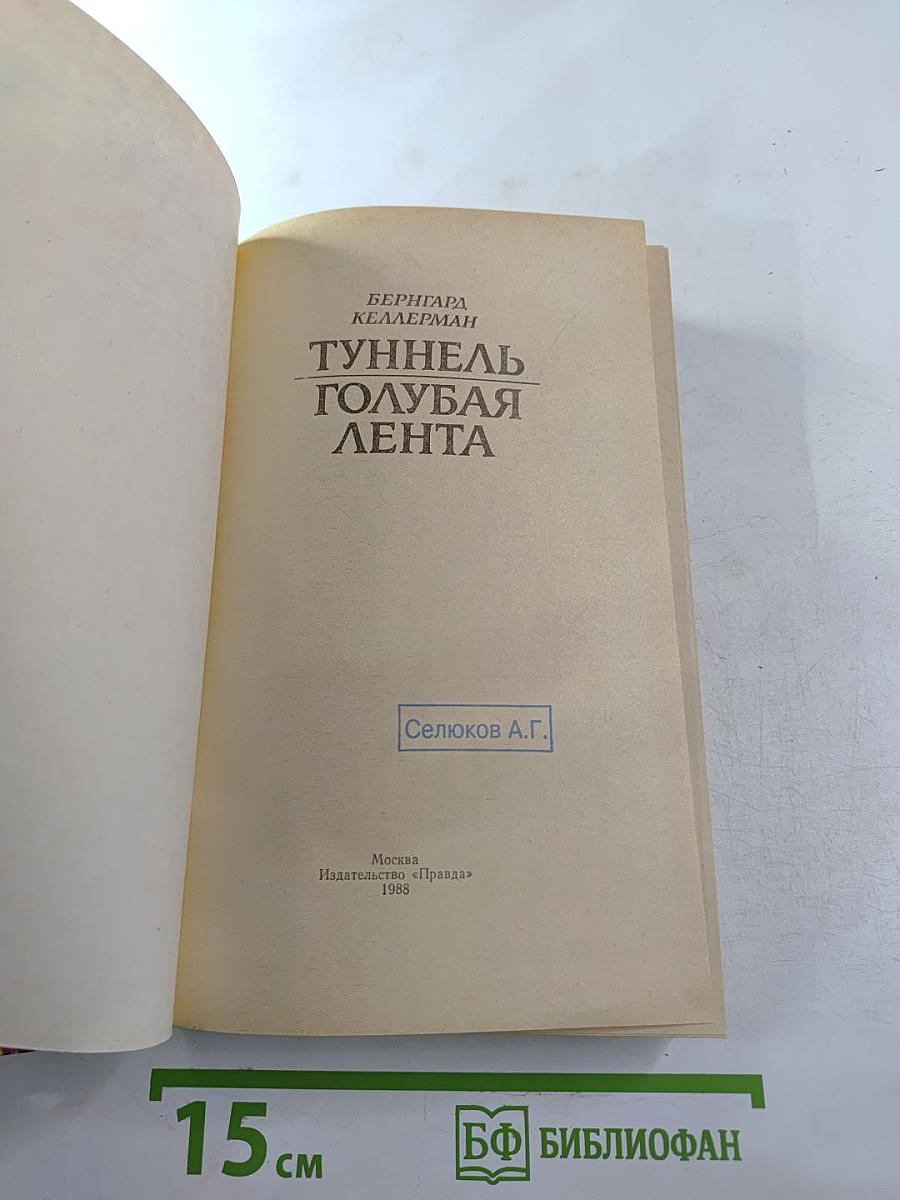 БЕРНГАРД
КЕЛЛЕРМАН
ТУННЕЛЬ
ГОЛУБАЯ
ЛЕНТА
Селюков А.Г.
Москва
Издательство «Правда»
1988
15 см
БФ БИБЛИОФАН